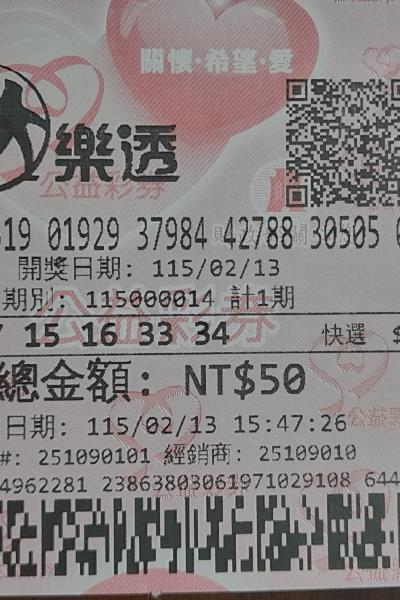 關懷·希望·愛
樂透
公益彩券
19 01929 37984 42788 30505
開獎日期: 115/02/13
期別: 115000014 計1期
15 16 33 34 快選 $
總金額: NT$50
日期: 115/02/13 15:47:26
#: 251090101 經銷商: 25109010
4962281 23863803061971029108 644